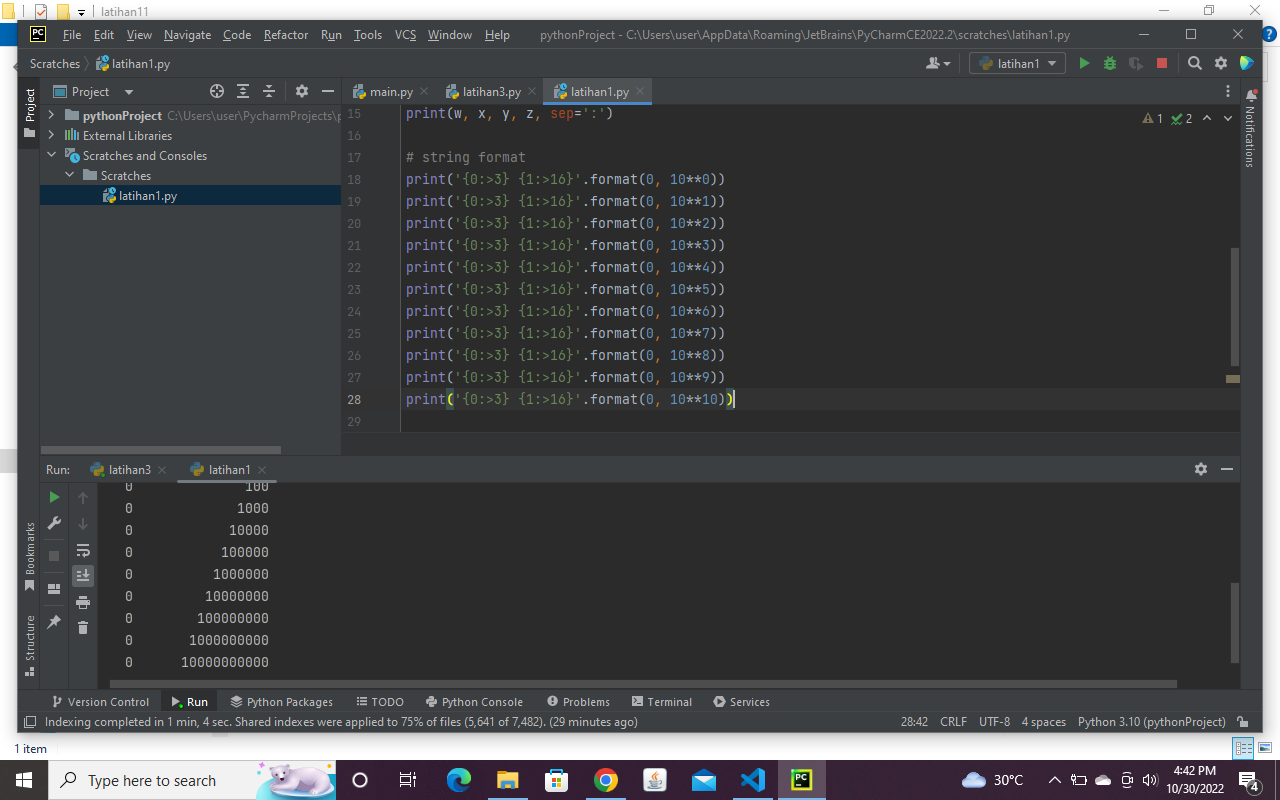 latihan11
PC File Edit View Navigate Code Refactor Run Tools VCS Window Help pythonProject - C:\Users\user\AppData\Roaming\JetBrains\PyCharmCE2022.2\scratches\latihan1.py
Scratches latihan1.py latihan1
Project main.py latihan3.py latihan1.py
Project
Notifications
pythonProject C:\Users\user\PycharmProjects\p
External Libraries
Scratches and Consoles
Scratches
latihan1.py
1 2
15 print(w, x, y, z, sep=':')
16
17 # string format
18 print('{0:>3} {1:>16}'.format(0, 10**0))
19 print('{0:>3} {1:>16}'.format(0, 10**1))
20 print('{0:>3} {1:>16}'.format(0, 10**2))
21 print('{0:>3} {1:>16}'.format(0, 10**3))
22 print('{0:>3} {1:>16}'.format(0, 10**4))
23 print('{0:>3} {1:>16}'.format(0, 10**5))
24 print('{0:>3} {1:>16}'.format(0, 10**6))
25 print('{0:>3} {1:>16}'.format(0, 10**7))
26 print('{0:>3} {1:>16}'.format(0, 10**8))
27 print('{0:>3} {1:>16}'.format(0, 10**9))
28 print('{0:>3} {1:>16}'.format(0, 10**10))
29
Run: latihan3 latihan1
0 100
0 1000
0 10000
0 100000
0 1000000
0 10000000
0 100000000
0 1000000000
0 10000000000
Bookmarks
Structure
Version Control Run Python Packages TODO Python Console Problems Terminal Services
Indexing completed in 1 min, 4 sec. Shared indexes were applied to 75% of files (5,641 of 7,482). (29 minutes ago) 28:42 CRLF UTF-8 4 spaces Python 3.10 (pythonProject)
1 item
Type here to search PC 30°C 4:42 PM
10/30/2022 4